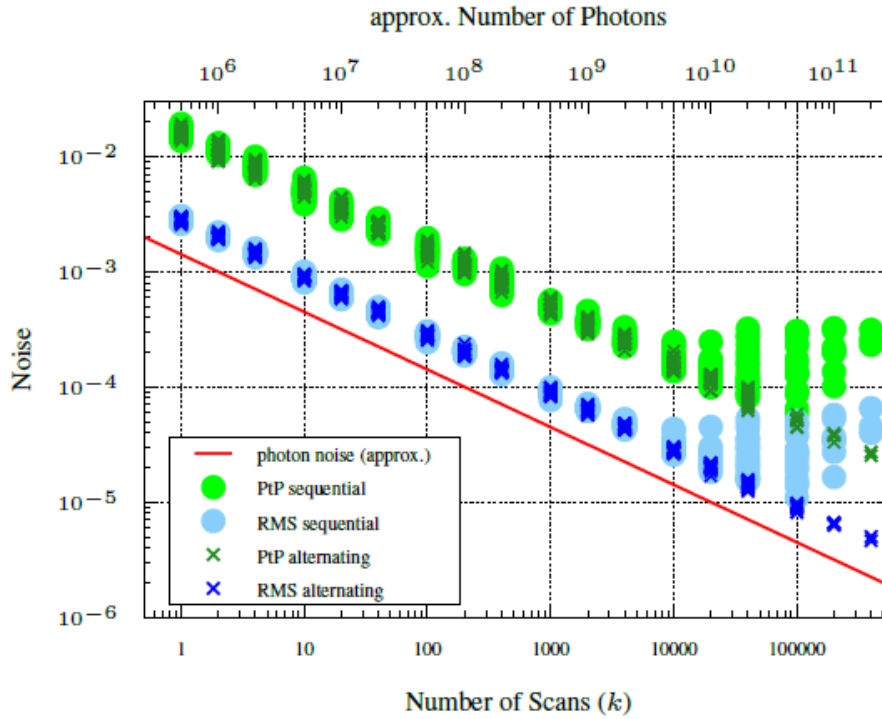 approx. Number of Photons
10^6 10^7 10^8 10^9 10^10 10^11
Noise
10^−2
10^−3
10^−4
10^−5
10^−6
photon noise (approx.)
PtP sequential
RMS sequential
PtP alternating
RMS alternating
1 10 100 1000 10000 100000
Number of Scans (k)